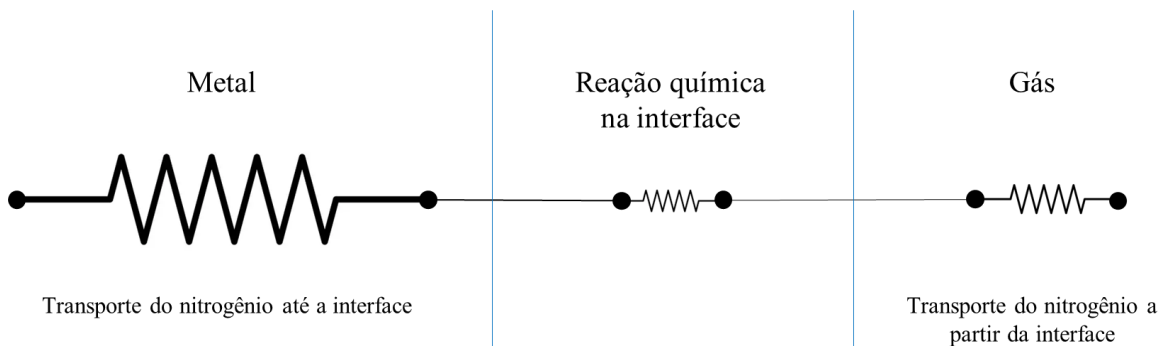 Metal
Reação química
na interface
Gás
Transporte do nitrogênio até a interface
Transporte do nitrogênio a
partir da interface